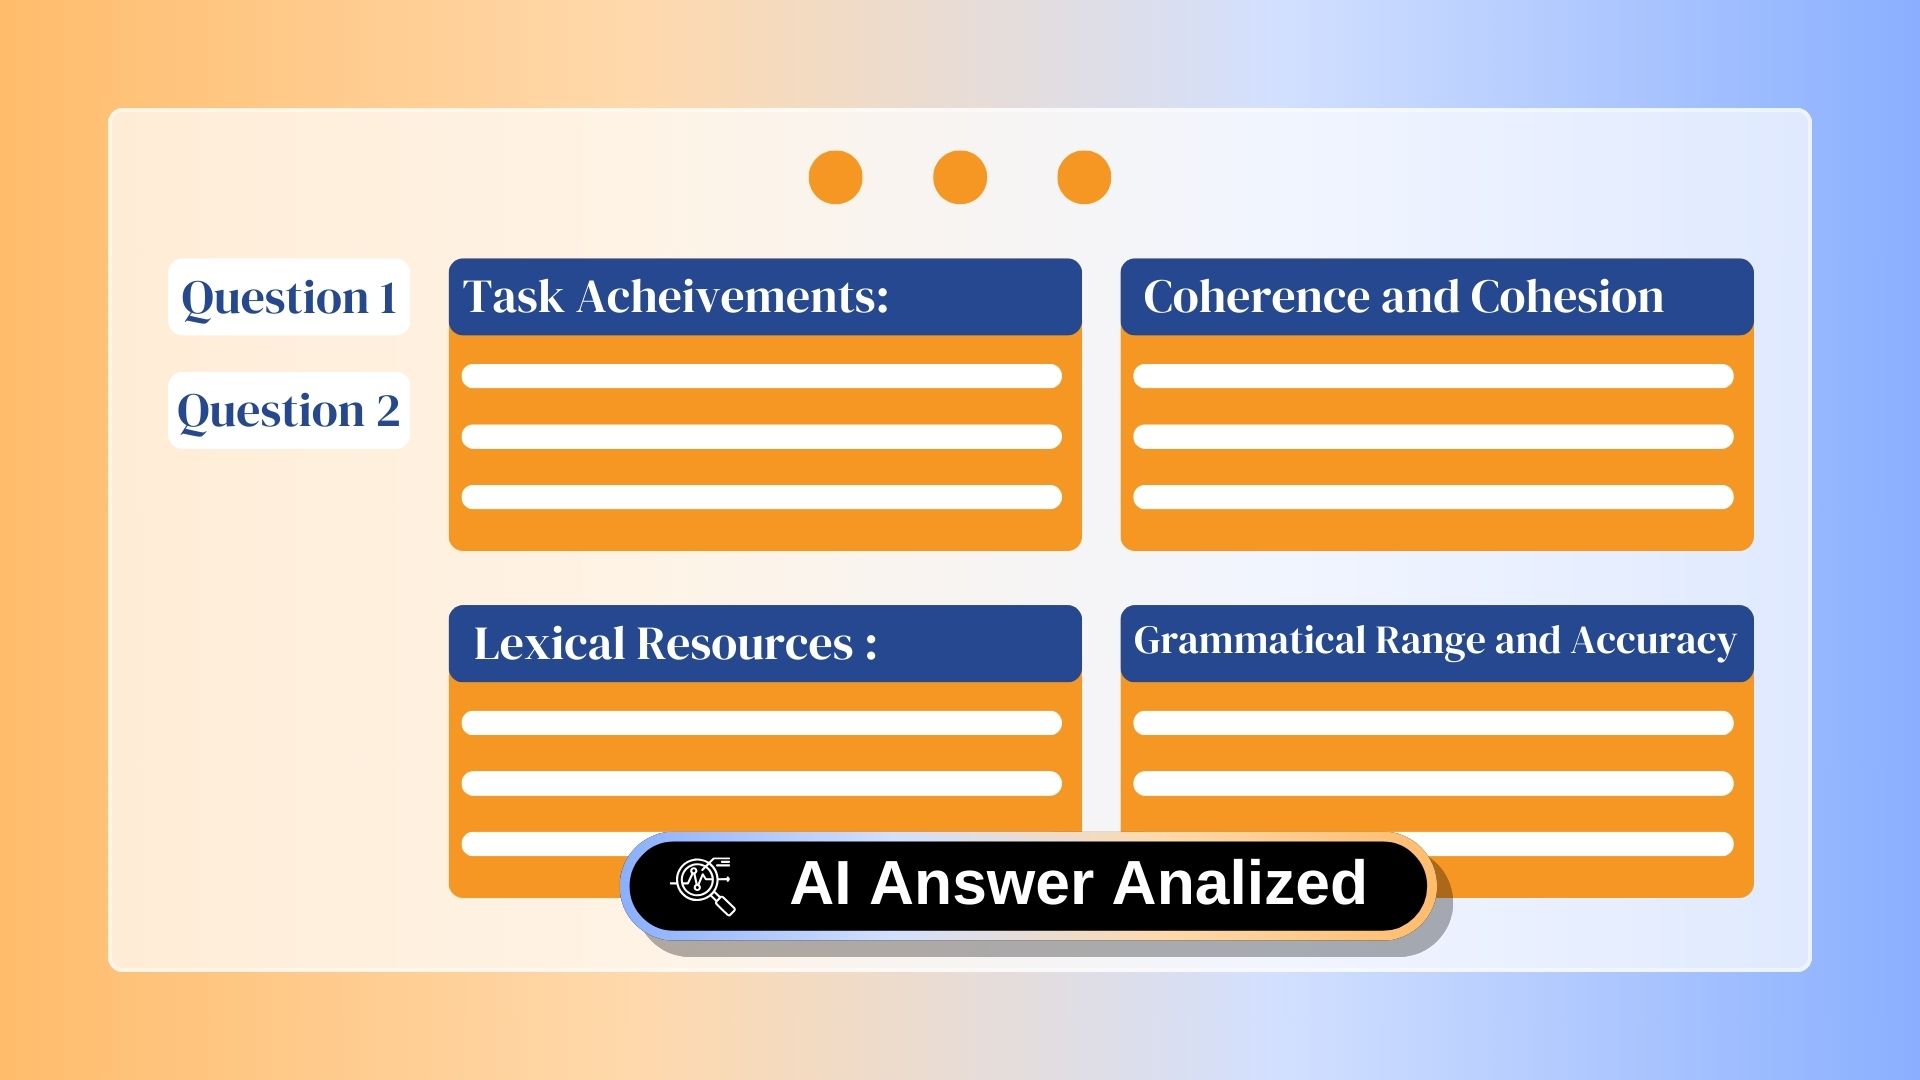 Question 1
Question 2
Task Acheivements:
Coherence and Cohesion
Lexical Resources :
Grammatical Range and Accuracy
AI Answer Analized